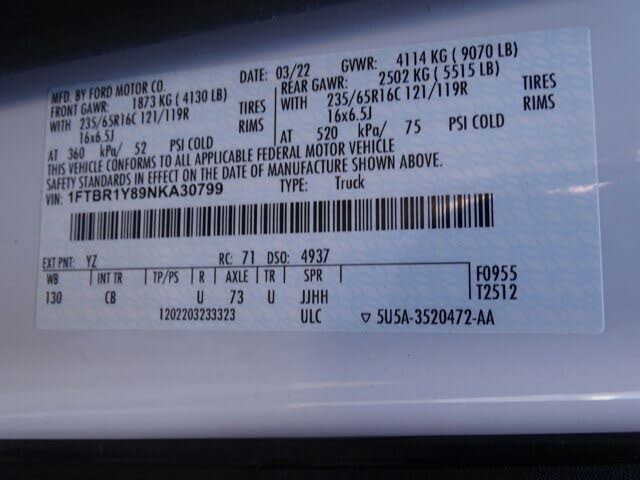 MFD. BY FORD MOTOR CO.
DATE: 03/22 GVWR: 4114 KG ( 9070 LB)
FRONT GAWR: 1873 KG ( 4130 LB) REAR GAWR: 2502 KG ( 5515 LB)
WITH 235/65R16C 121/119R TIRES WITH 235/65R16C 121/119R TIRES
16x6.5J RIMS 16x6.5J RIMS
AT 360 kPa/ 52 PSI COLD AT 520 kPa/ 75 PSI COLD
THIS VEHICLE CONFORMS TO ALL APPLICABLE FEDERAL MOTOR VEHICLE
SAFETY STANDARDS IN EFFECT ON THE DATE OF MANUFACTURE SHOWN ABOVE.
VIN: 1FTBR1Y89NKA30799 TYPE: Truck
EXT PNT: YZ RC: 71 DSO: 4937
WB INT TR TP/PS R AXLE TR SPR F0955
130 CB U 73 U JJHH T2512
1202203233323 ULC ▽ 5U5A-3520472-AA